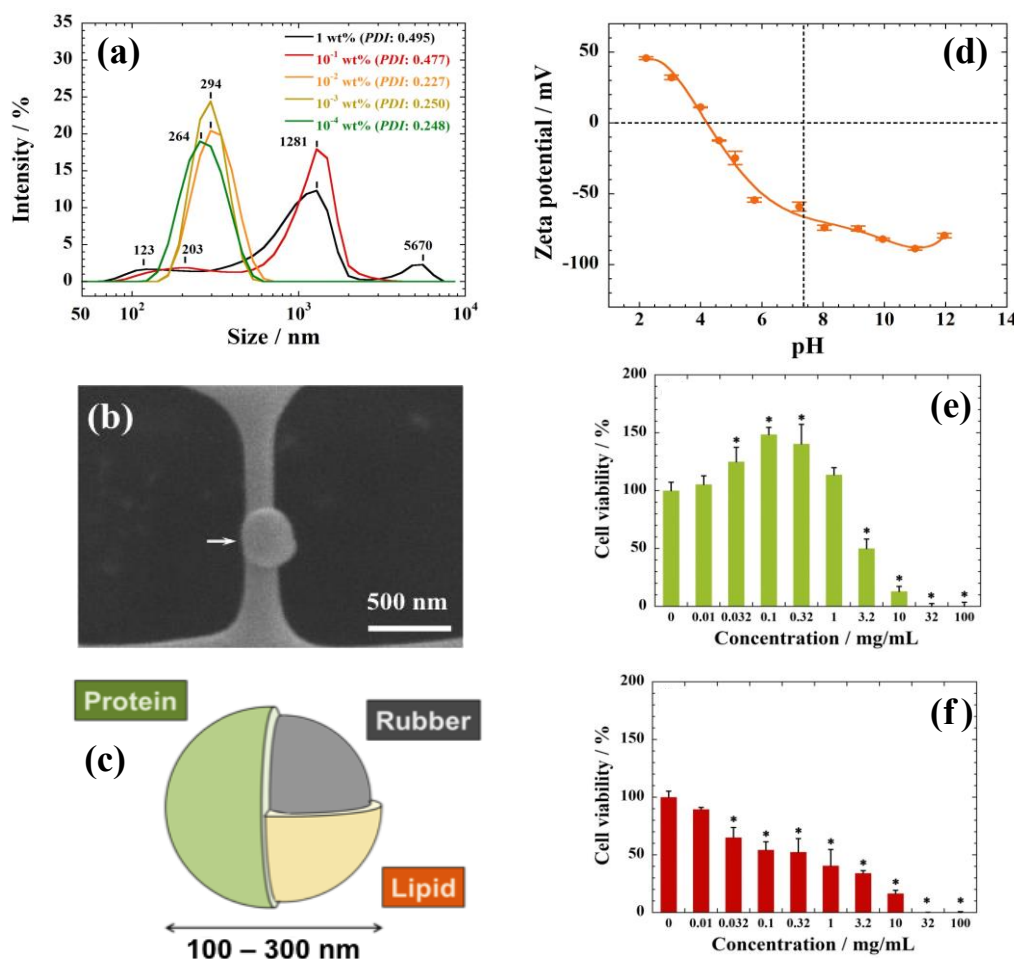 (a)
1 wt% (PDI: 0.495)
10⁻¹ wt% (PDI: 0.477)
10⁻² wt% (PDI: 0.227)
10⁻³ wt% (PDI: 0.250)
10⁻⁴ wt% (PDI: 0.248)
294
264
1281
123
203
5670
35
30
25
20
15
10
5
0
Intensity / %
50
10²
10³
10⁴
Size / nm
(d)
50
0
-50
-100
Zeta potential / mV
2
4
6
8
10
12
14
pH
(b)
500 nm
(e)
200
150
100
50
0
Cell viability / %
* * * * * * *
0 0.01 0.032 0.1 0.32 1 3.2 10 32 100
Concentration / mg/mL
(c)
Protein
Rubber
Lipid
100 – 300 nm
(f)
200
150
100
50
0
Cell viability / %
* * * * * * * *
0 0.01 0.032 0.1 0.32 1 3.2 10 32 100
Concentration / mg/mL